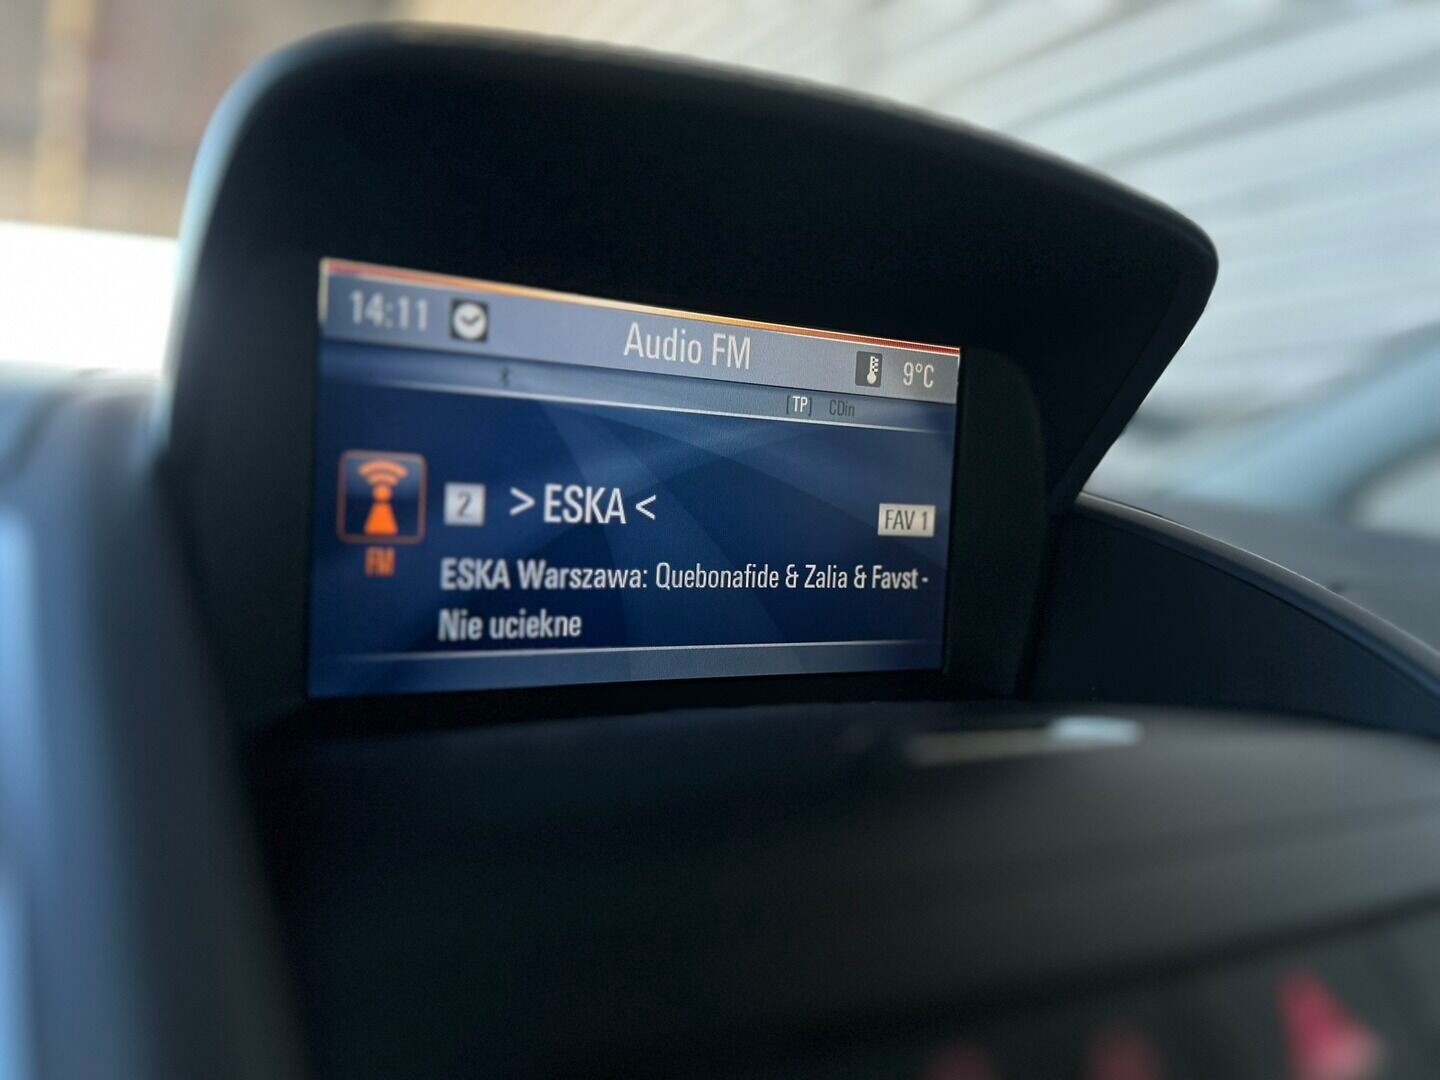 14:11 Audio FM 9°C
[TP] CDin
2 > ESKA < FAV 1
FM
ESKA Warszawa: Quebonafide & Zalia & Favst -
Nie uciekne